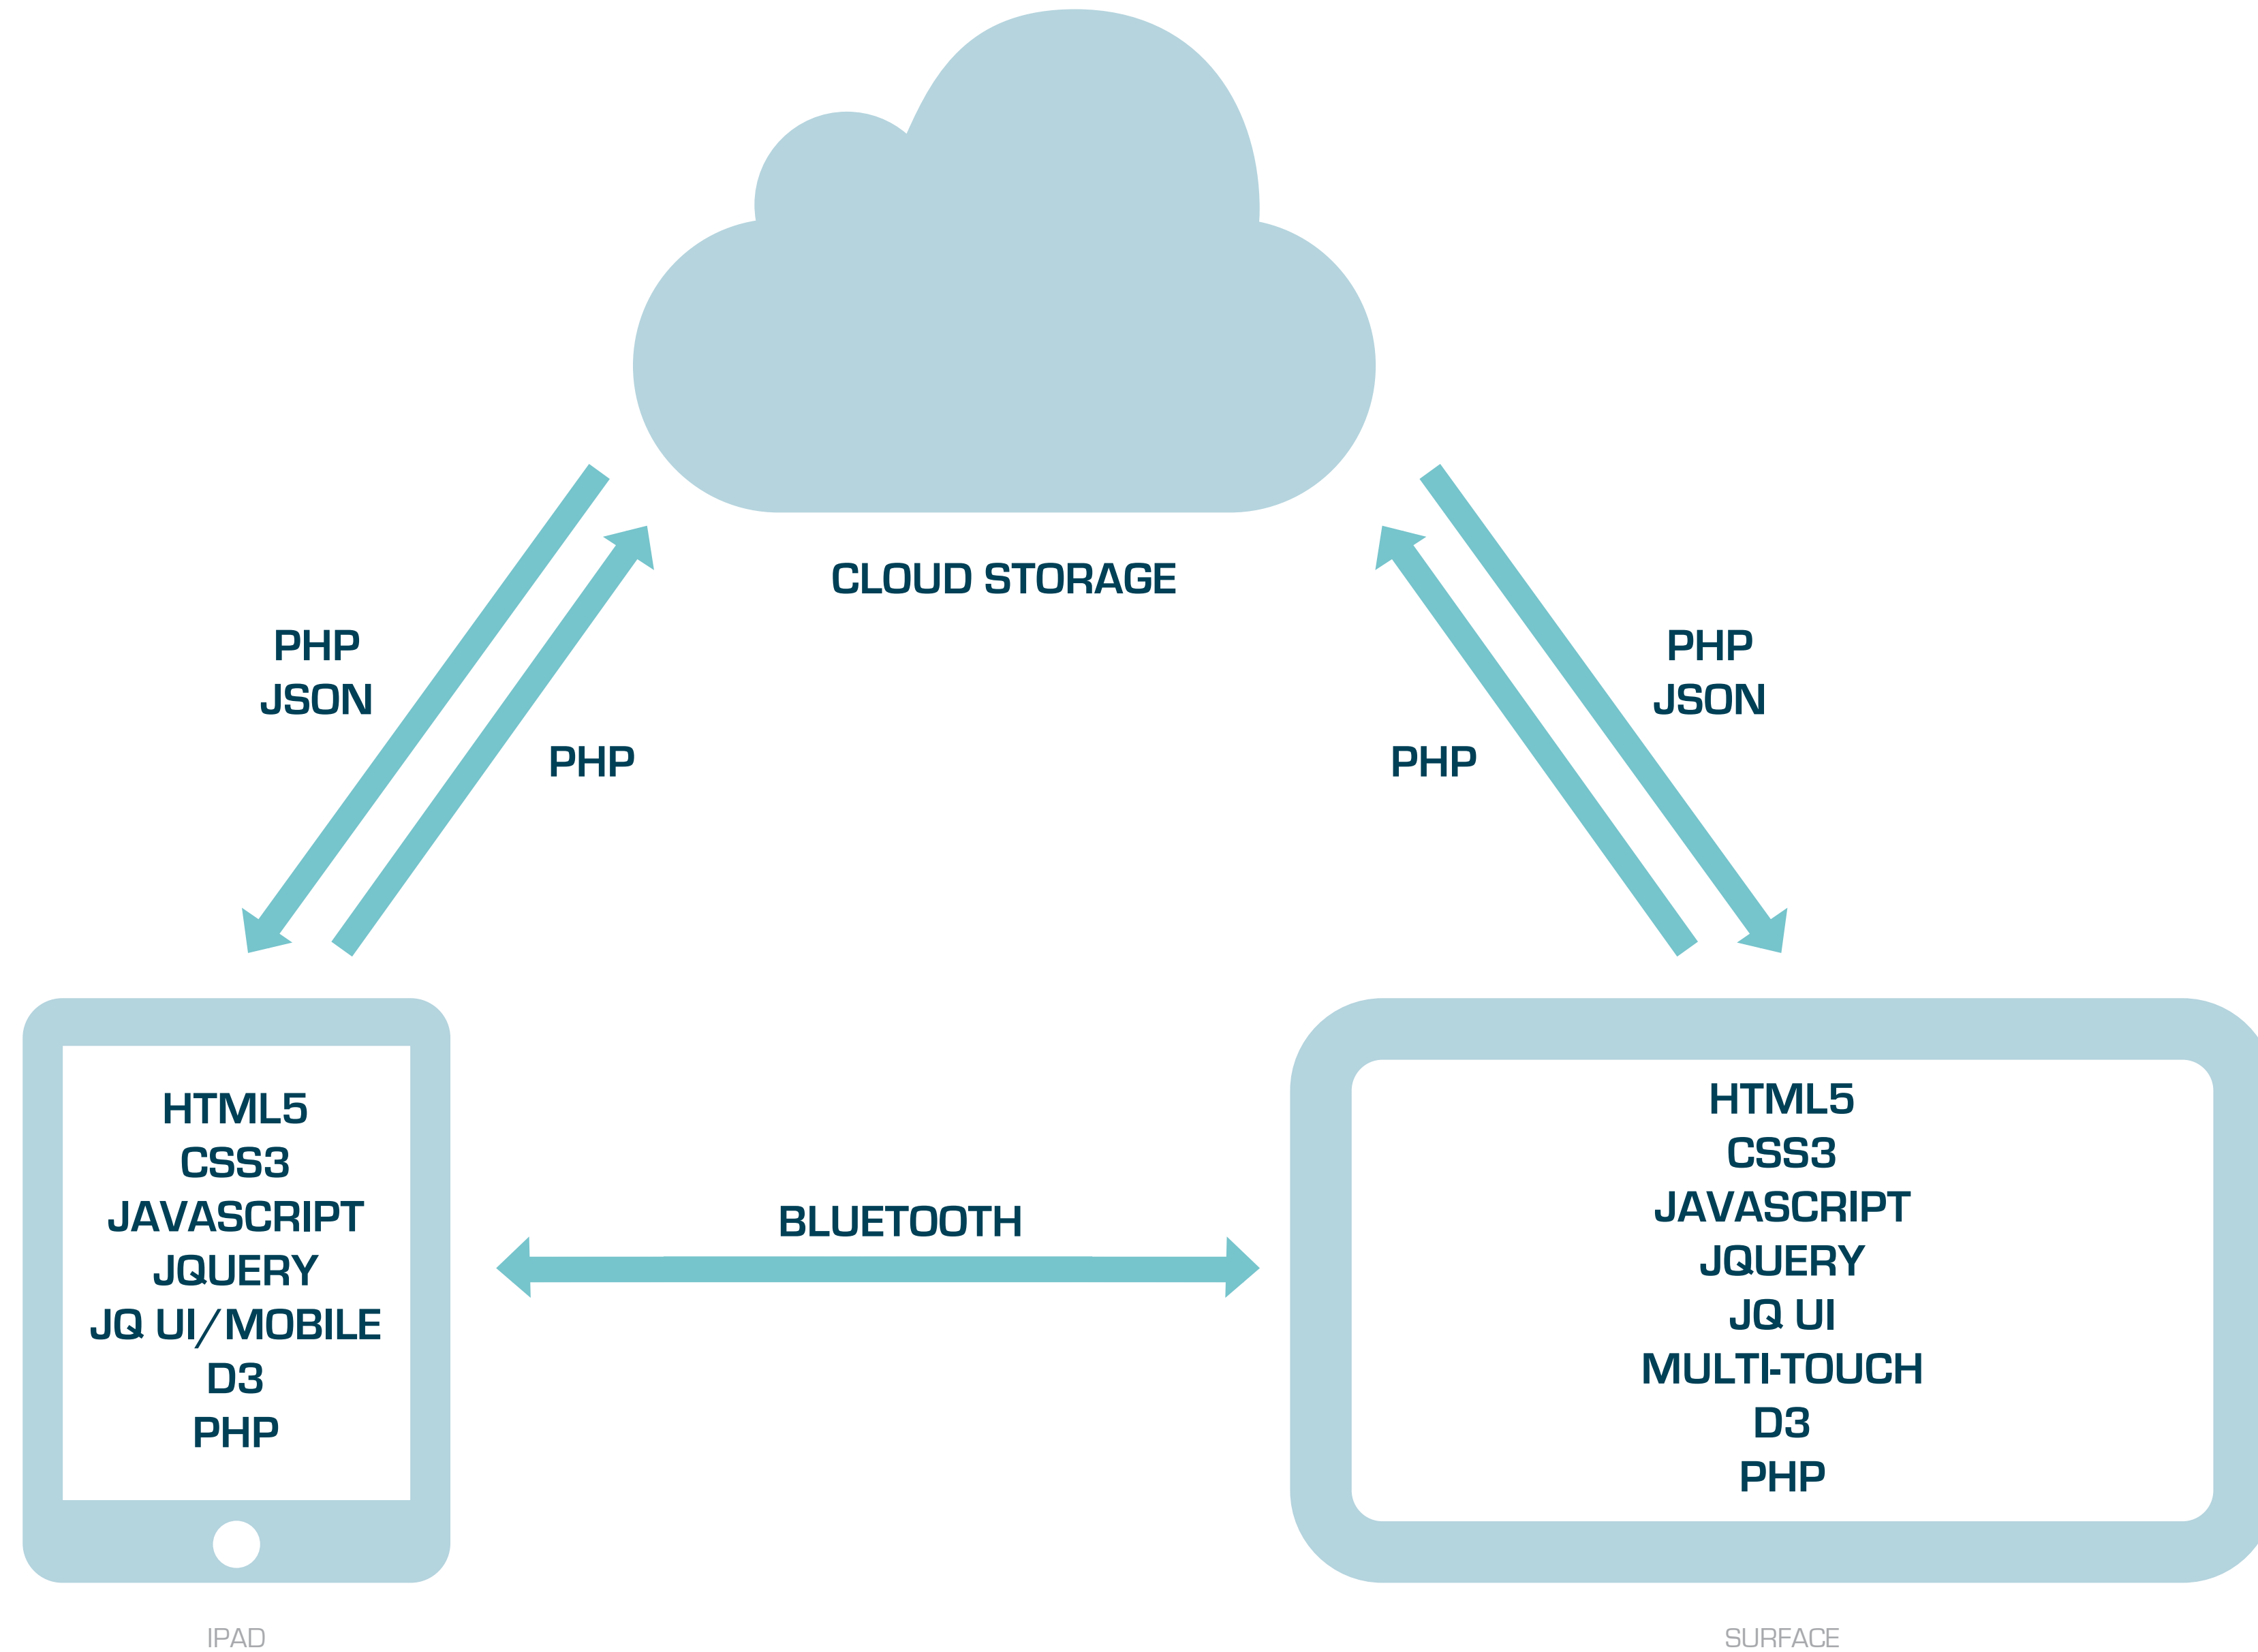 CLOUD STORAGE
PHP
JSON
PHP
PHP
PHP
JSON
HTML5
CSS3
JAVASCRIPT
JQUERY
JQ UI/MOBILE
D3
PHP
BLUETOOTH
HTML5
CSS3
JAVASCRIPT
JQUERY
JQ UI
MULTI-TOUCH
D3
PHP
IPAD
SURFACE